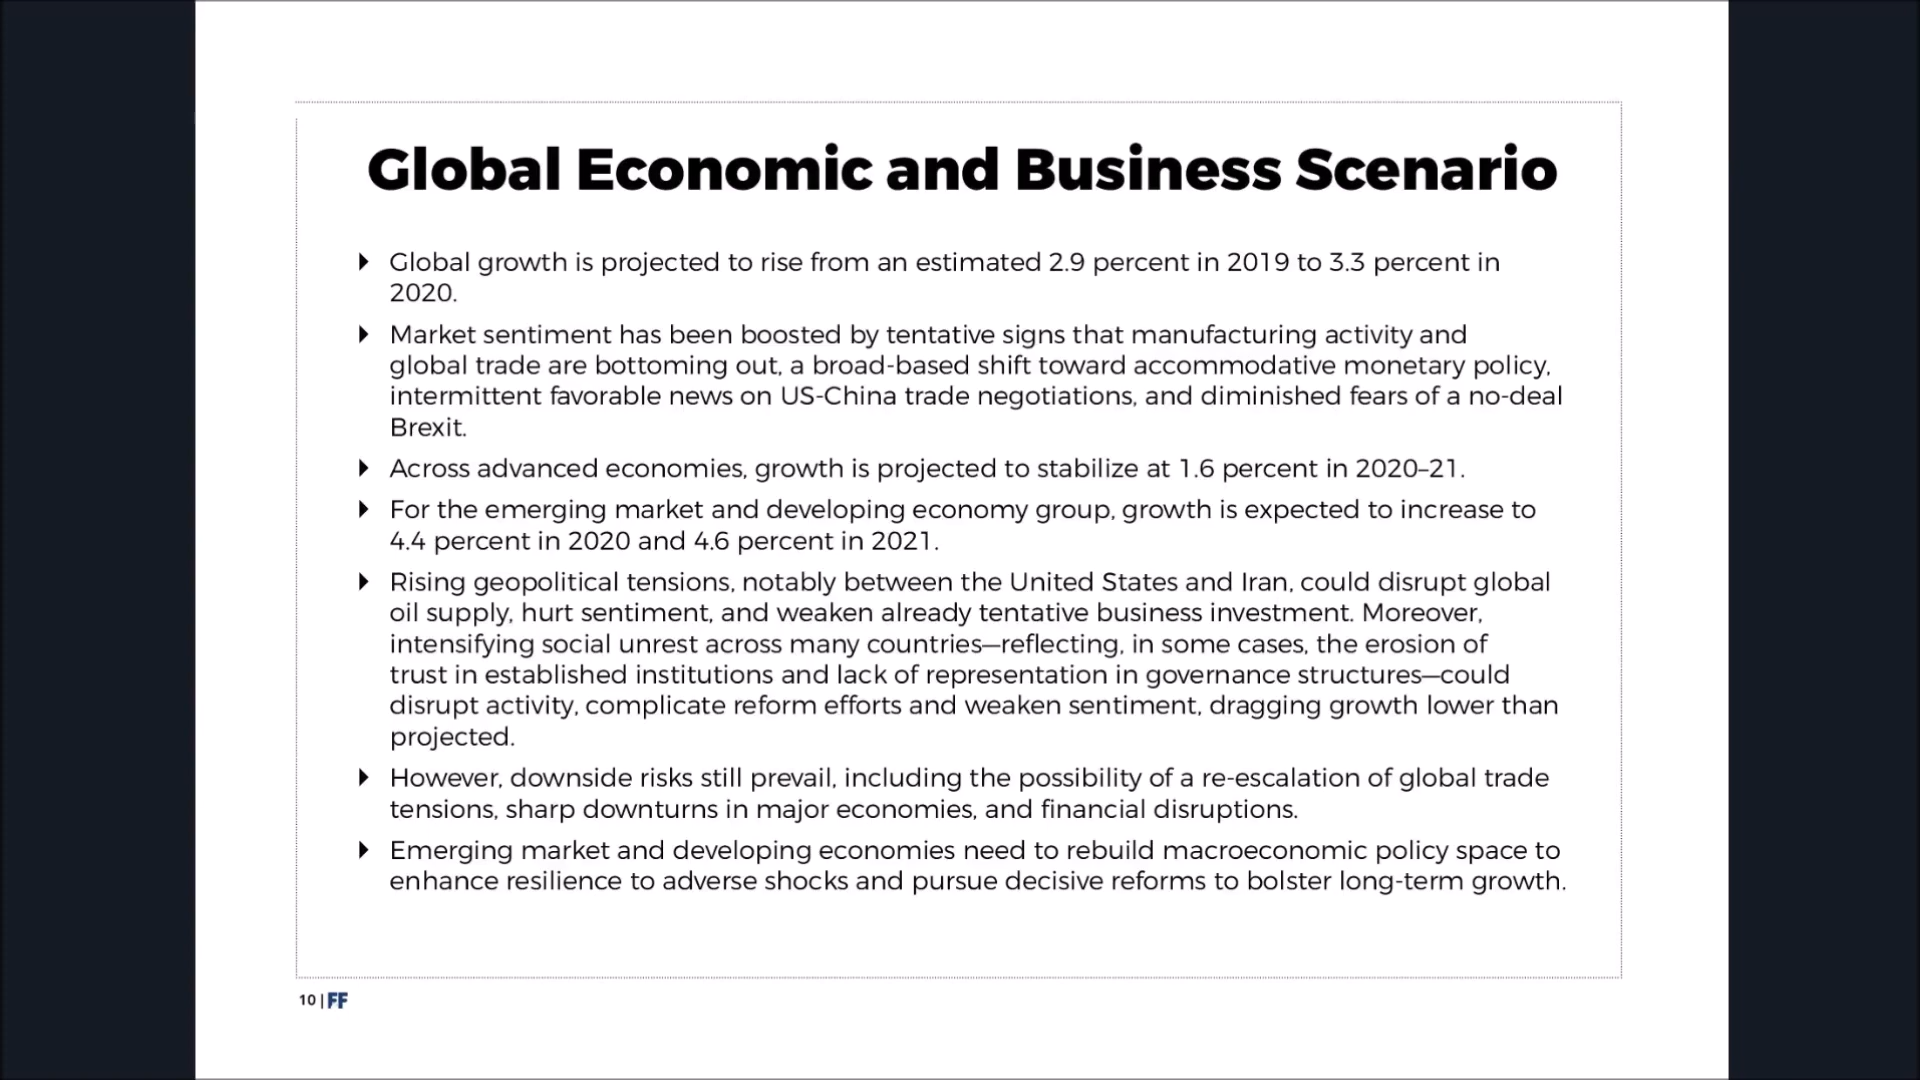 Global Economic and Business Scenario
Global growth is projected to rise from an estimated 2.9 percent in 2019 to 3.3 percent in
2020.
Market sentiment has been boosted by tentative signs that manufacturing activity and
global trade are bottoming out, a broad-based shift toward accommodative monetary policy,
intermittent favorable news on US-China trade negotiations, and diminished fears of a no-deal
Brexit.
Across advanced economies, growth is projected to stabilize at 1.6 percent in 2020–21.
For the emerging market and developing economy group, growth is expected to increase to
4.4 percent in 2020 and 4.6 percent in 2021.
Rising geopolitical tensions, notably between the United States and Iran, could disrupt global
oil supply, hurt sentiment, and weaken already tentative business investment. Moreover,
intensifying social unrest across many countries—reflecting, in some cases, the erosion of
trust in established institutions and lack of representation in governance structures—could
disrupt activity, complicate reform efforts and weaken sentiment, dragging growth lower than
projected.
However, downside risks still prevail, including the possibility of a re-escalation of global trade
tensions, sharp downturns in major economies, and financial disruptions.
Emerging market and developing economies need to rebuild macroeconomic policy space to
enhance resilience to adverse shocks and pursue decisive reforms to bolster long-term growth.
10 | FF